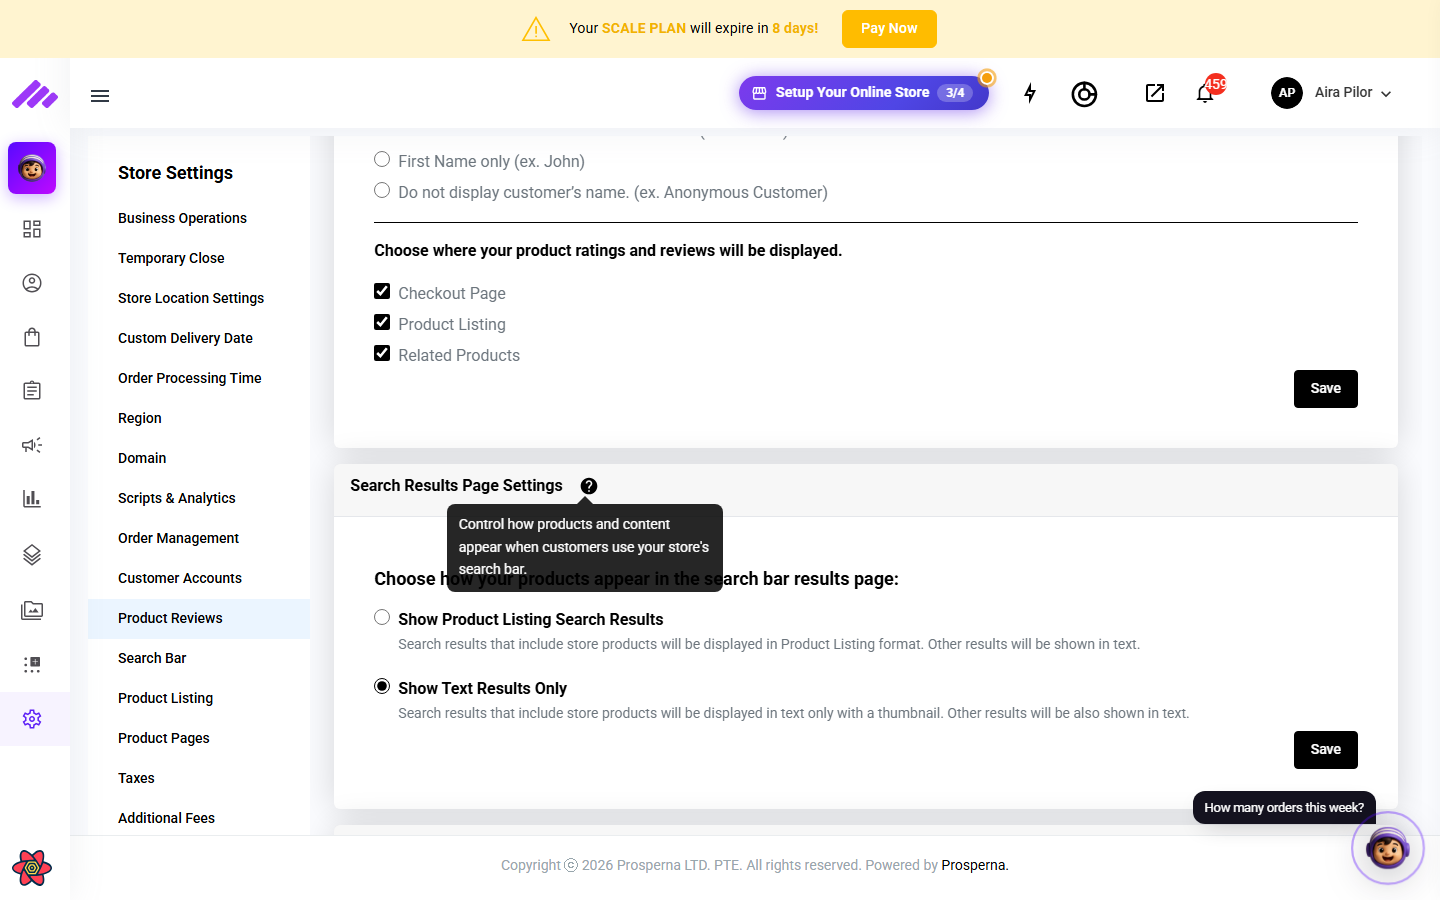 Your SCALE PLAN will expire in 8 days!
Pay Now
Setup Your Online Store 3/4
459
AP
Aira Pilor
Store Settings
Business Operations
Temporary Close
Store Location Settings
Custom Delivery Date
Order Processing Time
Region
Domain
Scripts & Analytics
Order Management
Customer Accounts
Product Reviews
Search Bar
Product Listing
Product Pages
Taxes
Additional Fees
First Name only (ex. John)
Do not display customer's name. (ex. Anonymous Customer)
Choose where your product ratings and reviews will be displayed.
Checkout Page
Product Listing
Related Products
Save
Search Results Page Settings
Control how products and content
appear when customers use your store's
search bar.
Choose how your products appear in the search bar results page:
Show Product Listing Search Results
Search results that include store products will be displayed in Product Listing format. Other results will be shown in text.
Show Text Results Only
Search results that include store products will be displayed in text only with a thumbnail. Other results will be also shown in text.
Save
How many orders this week?
Copyright © 2026 Prosperna LTD. PTE. All rights reserved. Powered by Prosperna.